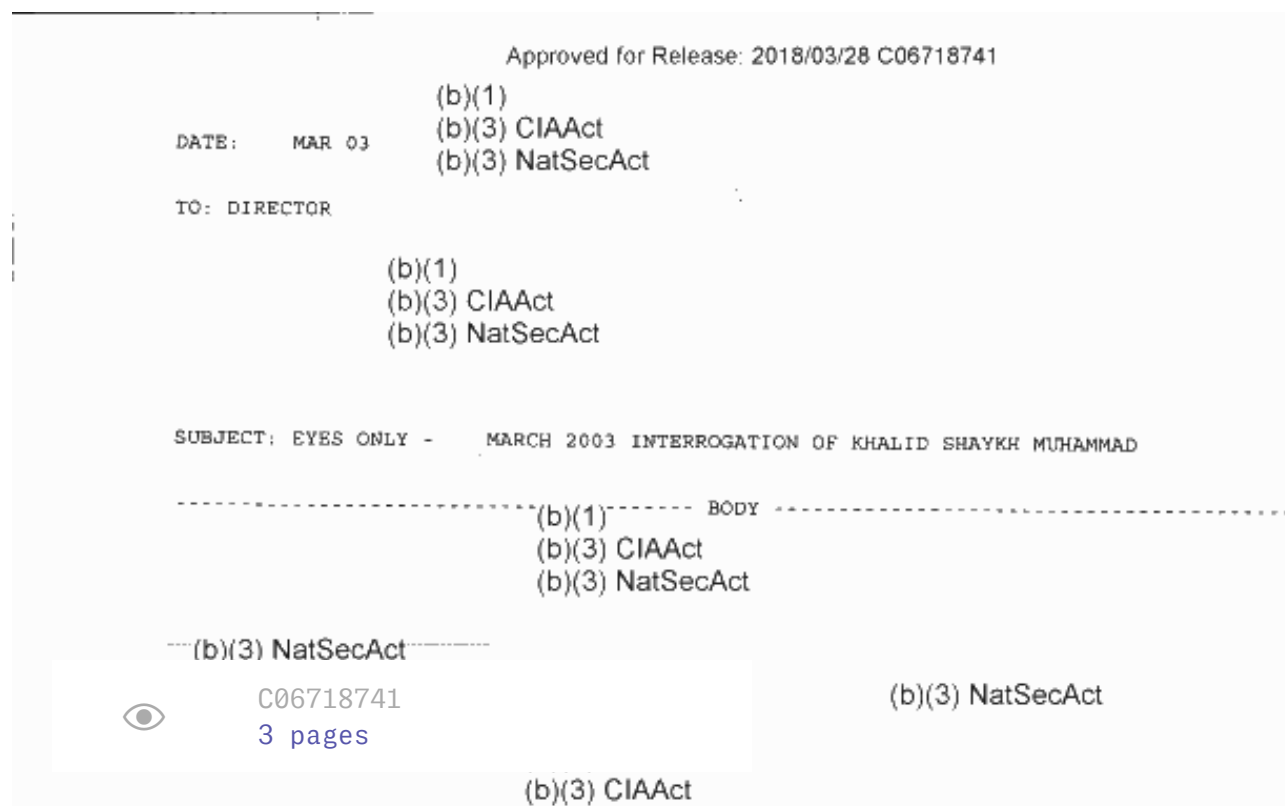 Approved for Release: 2018/03/28 C06718741
(b)(1)
(b)(3) CIAAct
(b)(3) NatSecAct
DATE: MAR 03
TO: DIRECTOR
(b)(1)
(b)(3) CIAAct
(b)(3) NatSecAct
SUBJECT: EYES ONLY - MARCH 2003 INTERROGATION OF KHALID SHAYKH MUHAMMAD
BODY
(b)(1)
(b)(3) CIAAct
(b)(3) NatSecAct
(b)(3) NatSecAct
(b)(3) NatSecAct
C06718741
3 pages
(b)(3) CIAAct